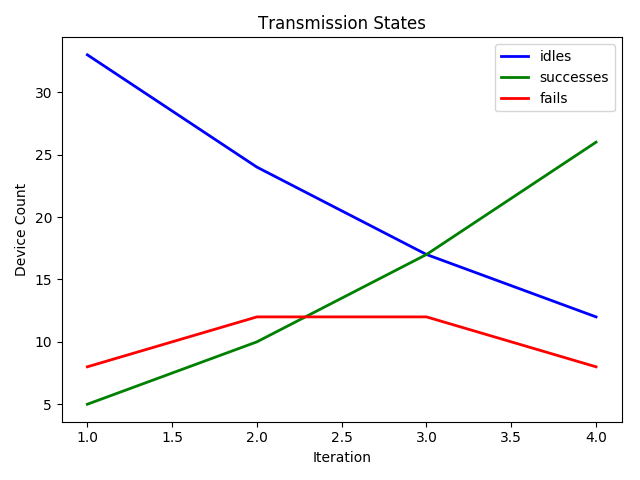 Transmission States
idles
successes
fails
Device Count
30
25
20
15
10
5
1.0 1.5 2.0 2.5 3.0 3.5 4.0
Iteration